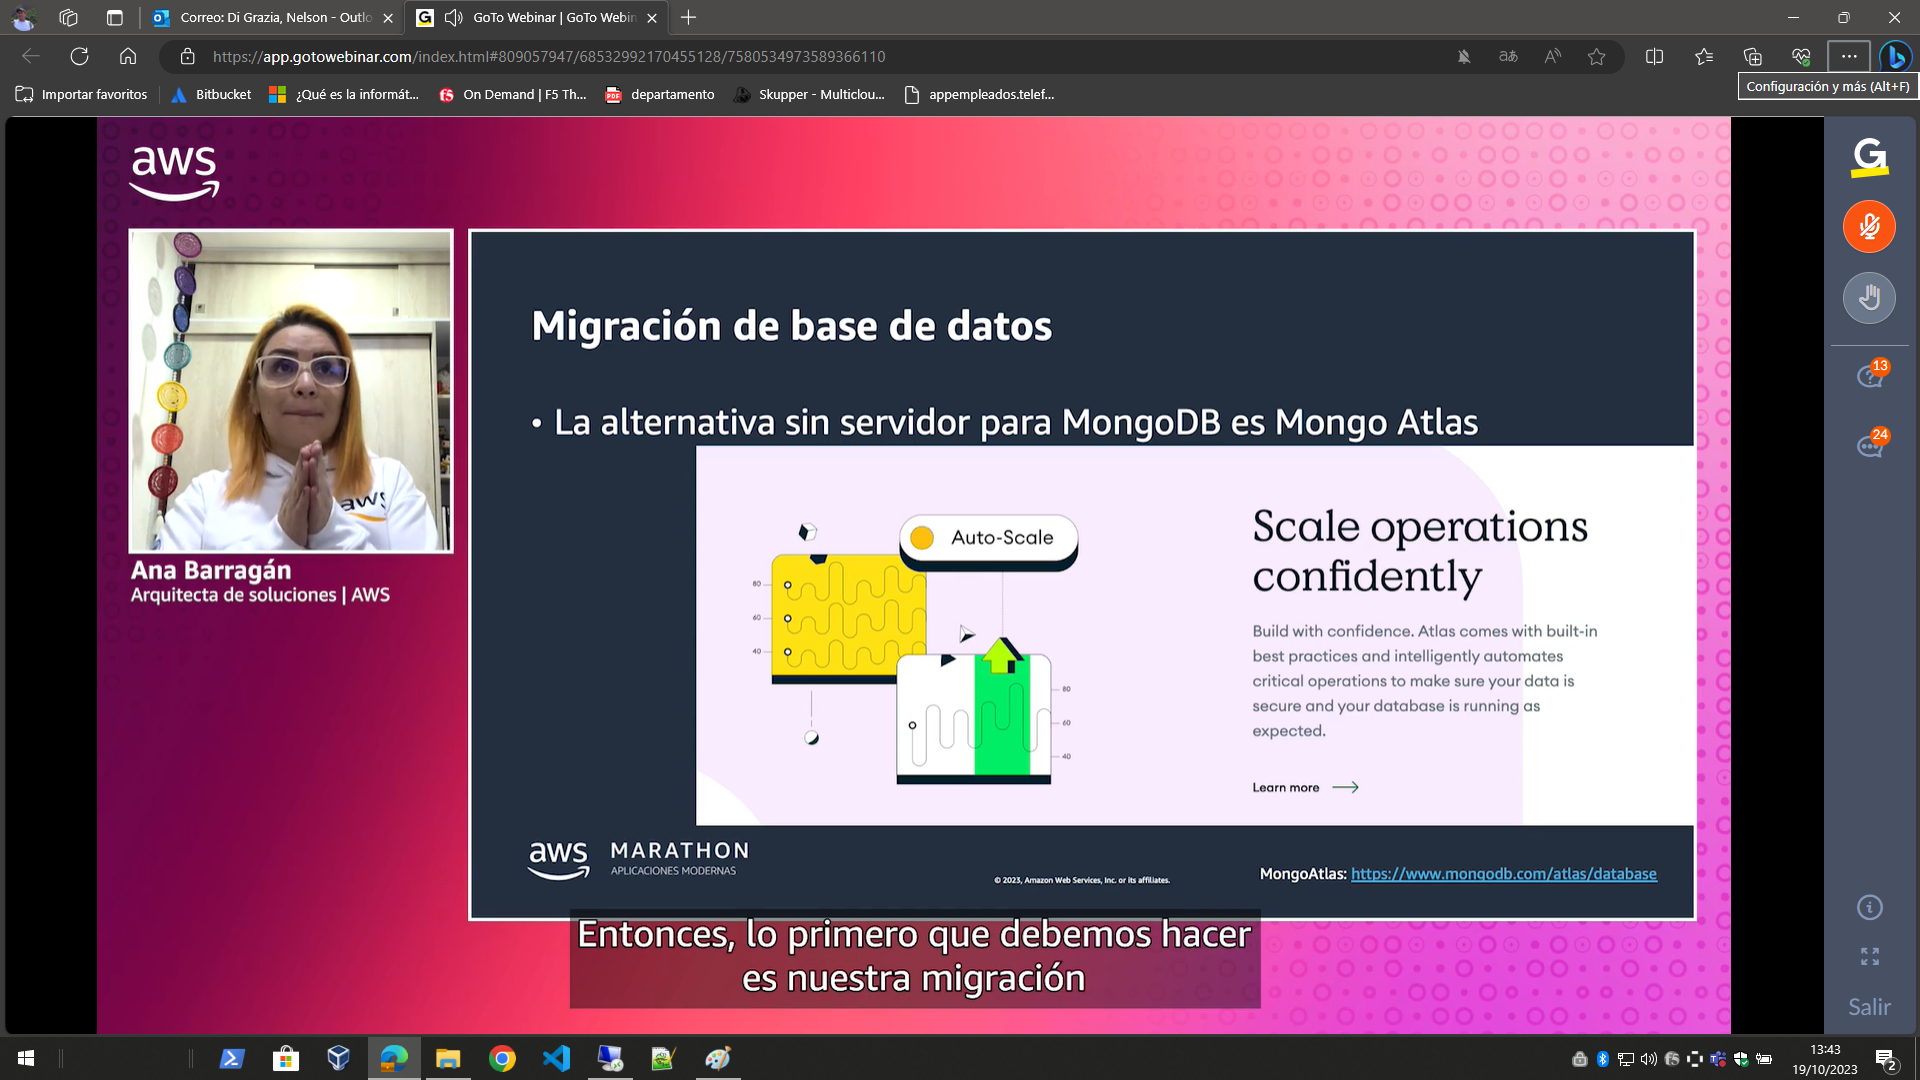 Correo: Di Grazia, Nelson - Outlo
GoTo Webinar | GoTo Webin
https://app.gotowebinar.com/index.html#809057947/68532992170455128/7580534973589366110
Configuración y más (Alt+F)
Importar favoritos
Bitbucket
¿Qué es la informát...
On Demand | F5 Th...
departamento
Skupper - Multiclou...
appempleados.telef...
aws
aws
Ana Barragán
Arquitecta de soluciones | AWS
Migración de base de datos
• La alternativa sin servidor para MongoDB es Mongo Atlas
Auto-Scale
80
60
40
80
60
40
Scale operations
confidently
Build with confidence. Atlas comes with built-in
best practices and intelligently automates
critical operations to make sure your data is
secure and your database is running as
expected.
Learn more
aws
MARATHON
APLICACIONES MODERNAS
© 2023, Amazon Web Services, Inc. or its affiliates.
MongoAtlas: https://www.mongodb.com/atlas/database
Entonces, lo primero que debemos hacer
es nuestra migración
G
13
24
Salir
13:43
19/10/2023
2